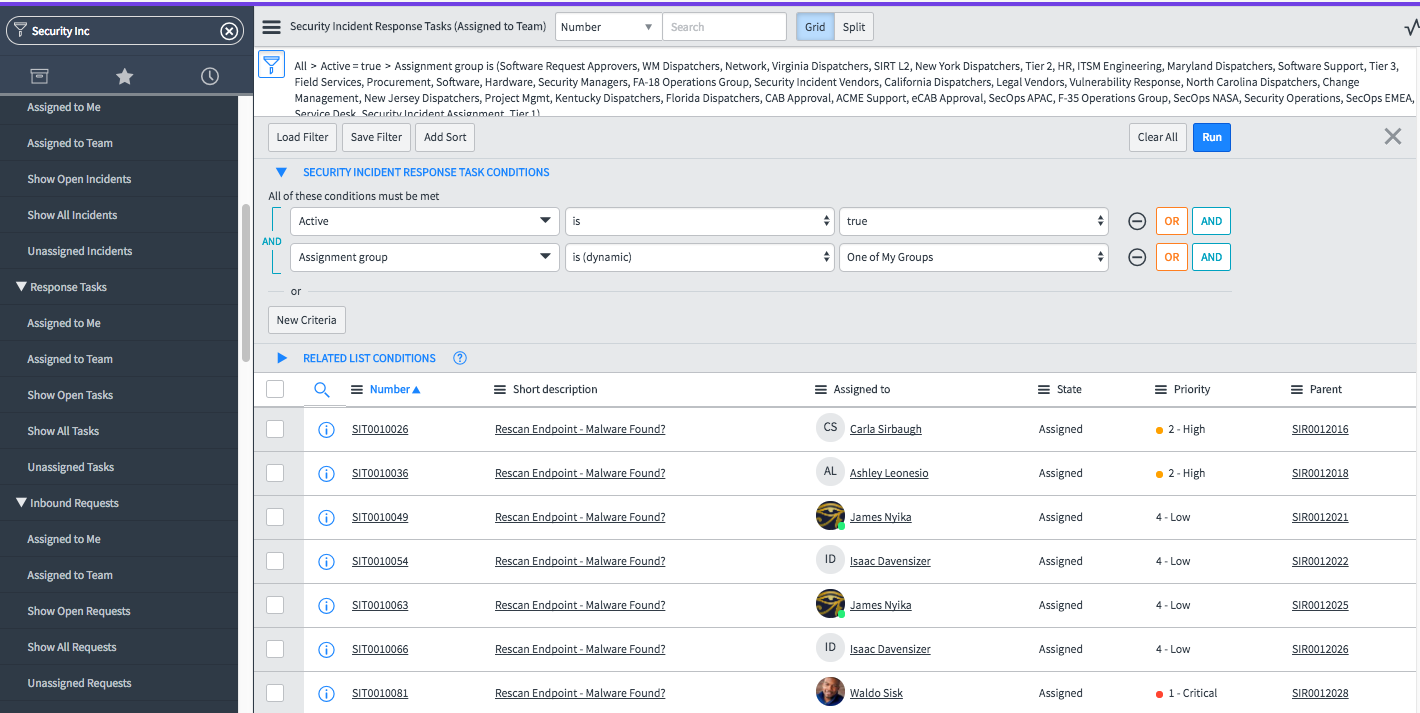 Security Inc
Assigned to Me
Assigned to Team
Show Open Incidents
Show All Incidents
Unassigned Incidents
Response Tasks
Assigned to Me
Assigned to Team
Show Open Tasks
Show All Tasks
Unassigned Tasks
Inbound Requests
Assigned to Me
Assigned to Team
Show Open Requests
Show All Requests
Unassigned Requests
Security Incident Response Tasks (Assigned to Team) Number Search Grid Split
All > Active = true > Assignment group is (Software Request Approvers, WM Dispatchers, Network, Virginia Dispatchers, SIRT L2, New York Dispatchers, Tier 2, HR, ITSM Engineering, Maryland Dispatchers, Software Support, Tier 3,
Field Services, Procurement, Software, Hardware, Security Managers, FA-18 Operations Group, Security Incident Vendors, California Dispatchers, Legal Vendors, Vulnerability Response, North Carolina Dispatchers, Change
Management, New Jersey Dispatchers, Project Mgmt, Kentucky Dispatchers, Florida Dispatchers, CAB Approval, ACME Support, eCAB Approval, SecOps APAC, F-35 Operations Group, SecOps NASA, Security Operations, SecOps EMEA,
Service Desk, Security Incident Assignment, Tier 1)
Load Filter Save Filter Add Sort Clear All Run
SECURITY INCIDENT RESPONSE TASK CONDITIONS
All of these conditions must be met
Active is true OR AND
AND
Assignment group is (dynamic) One of My Groups OR AND
or
New Criteria
RELATED LIST CONDITIONS ?
Number Short description Assigned to State Priority Parent
SIT0010026 Rescan Endpoint - Malware Found? CS Carla Sirbaugh Assigned 2 - High SIR0012016
SIT0010036 Rescan Endpoint - Malware Found? AL Ashley Leonesio Assigned 2 - High SIR0012018
SIT0010049 Rescan Endpoint - Malware Found? James Nyika Assigned 4 - Low SIR0012021
SIT0010054 Rescan Endpoint - Malware Found? ID Isaac Davensizer Assigned 4 - Low SIR0012022
SIT0010063 Rescan Endpoint - Malware Found? James Nyika Assigned 4 - Low SIR0012025
SIT0010066 Rescan Endpoint - Malware Found? ID Isaac Davensizer Assigned 4 - Low SIR0012026
SIT0010081 Rescan Endpoint - Malware Found? Waldo Sisk Assigned 1 - Critical SIR0012028